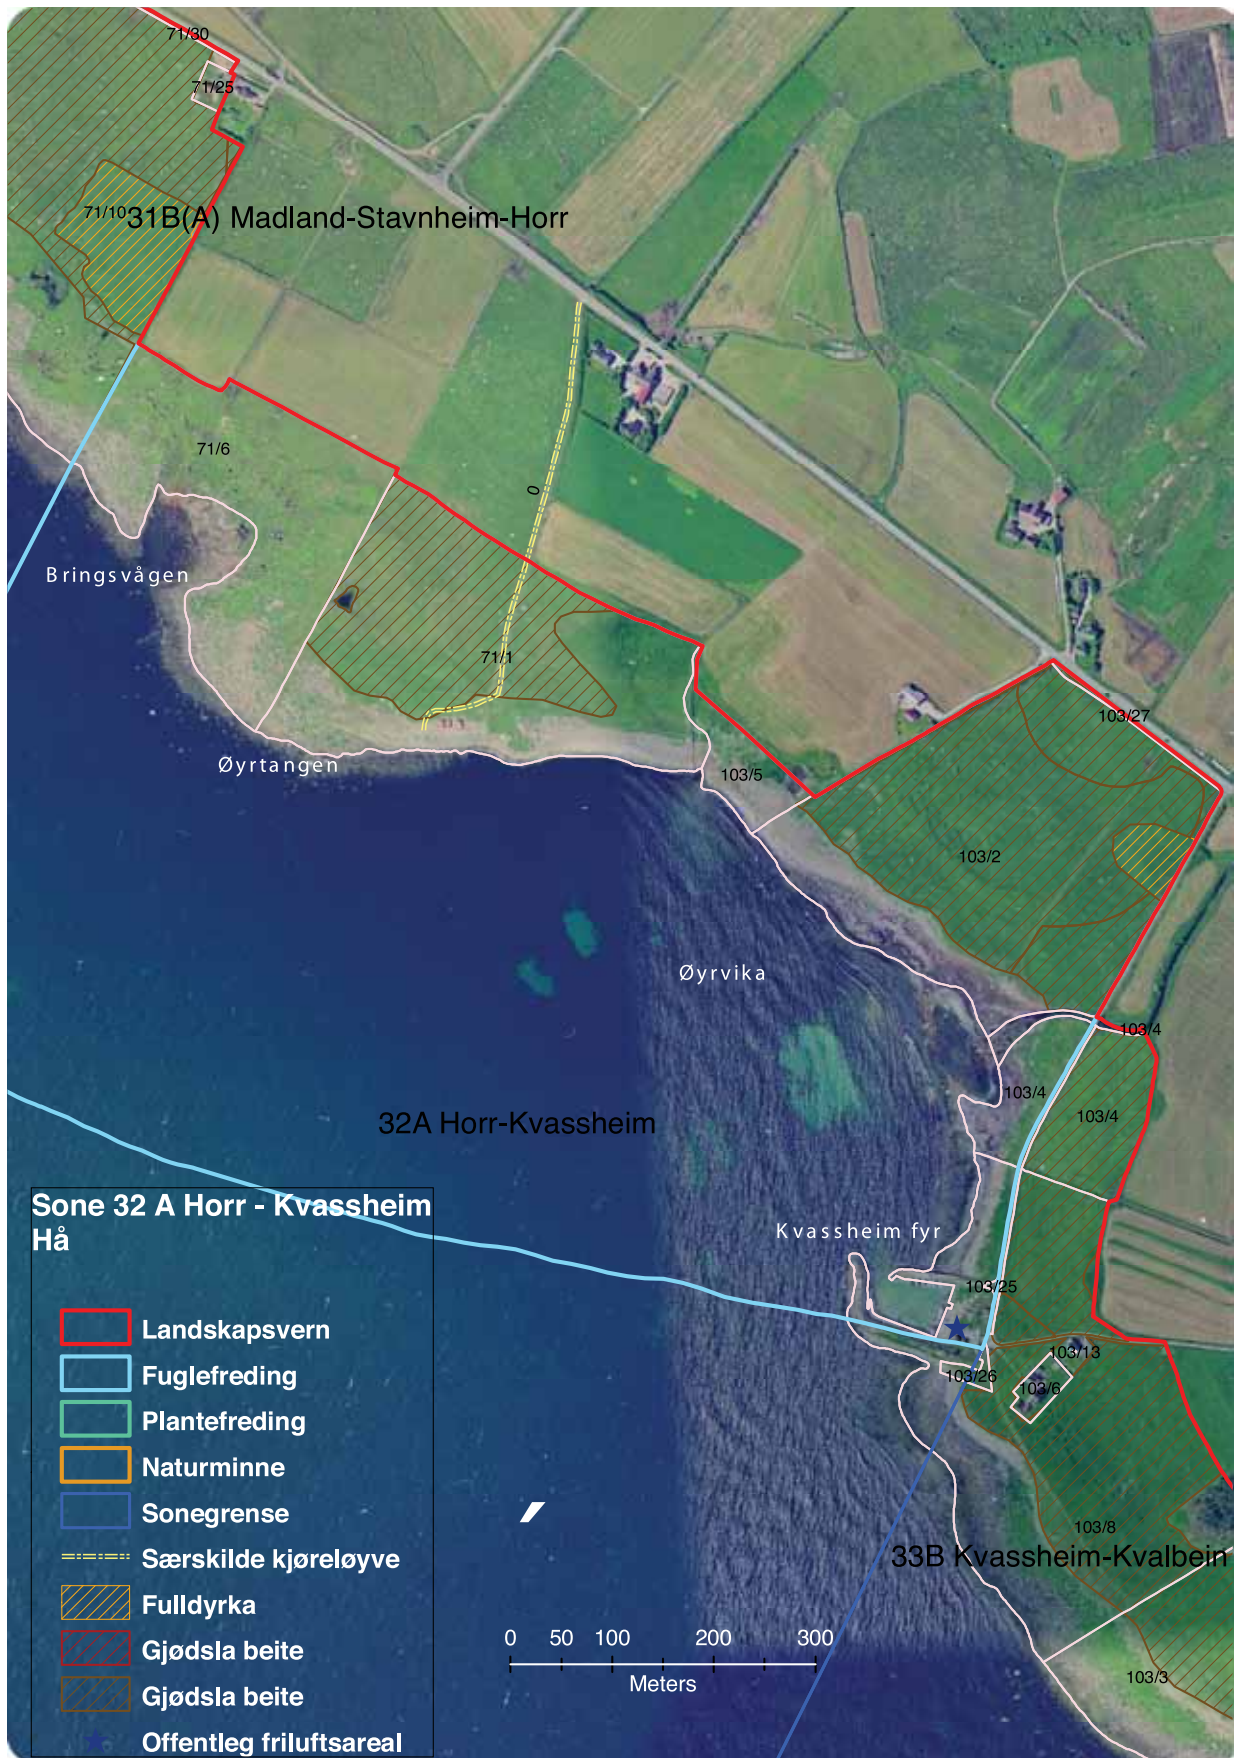 71/30
71/25
71/10
31B(A) Madland-Stavnheim-Horr
71/6
0
Bringsvågen
71/1
Øyrtangen
103/27
103/5
103/2
Øyrvika
103/4
103/4
103/4
32A Horr-Kvassheim
Kvassheim fyr
103/25
103/13
103/26
103/6
103/8
33B Kvassheim-Kvalbein
103/3
Sone 32 A Horr - Kvassheim
Hå
Landskapsvern
Fuglefreding
Plantefreding
Naturminne
Sonegrense
Særskilde kjøreløyve
Fulldyrka
Gjødsla beite
Gjødsla beite
Offentleg friluftsareal
0 50 100 200 300
Meters